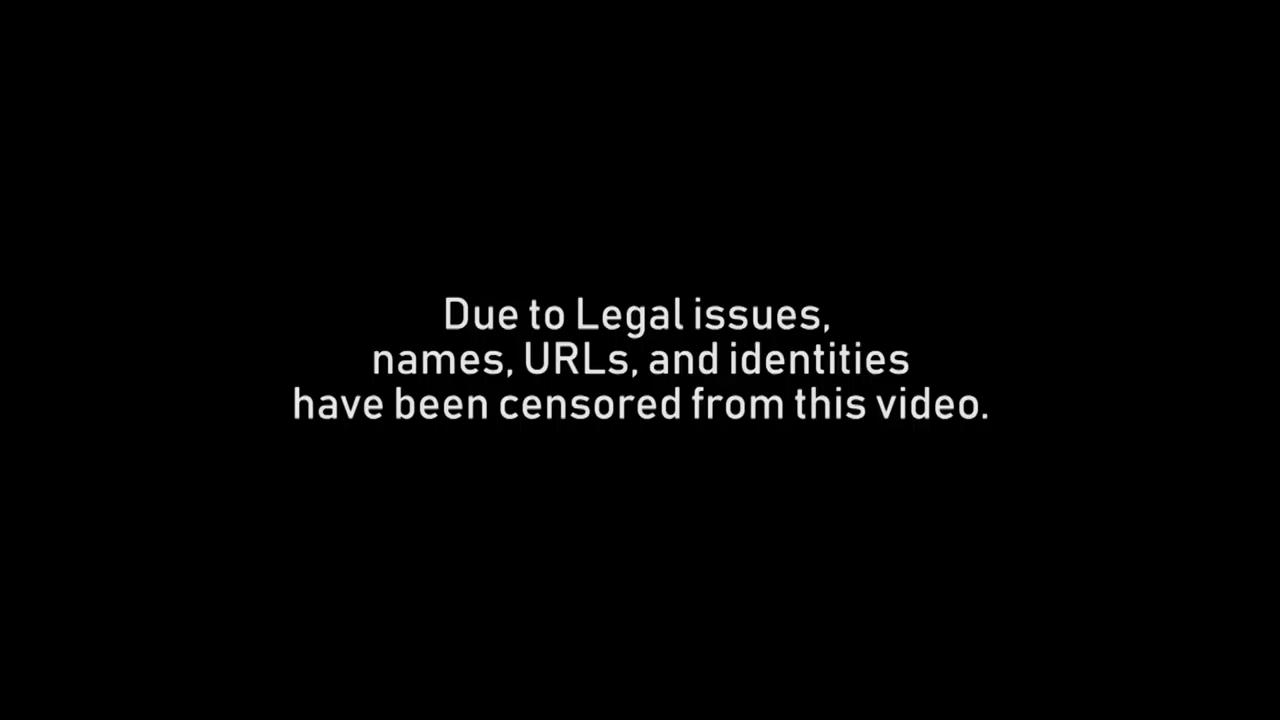 Due to Legal issues,
names, URLs, and identities
have been censored from this video.